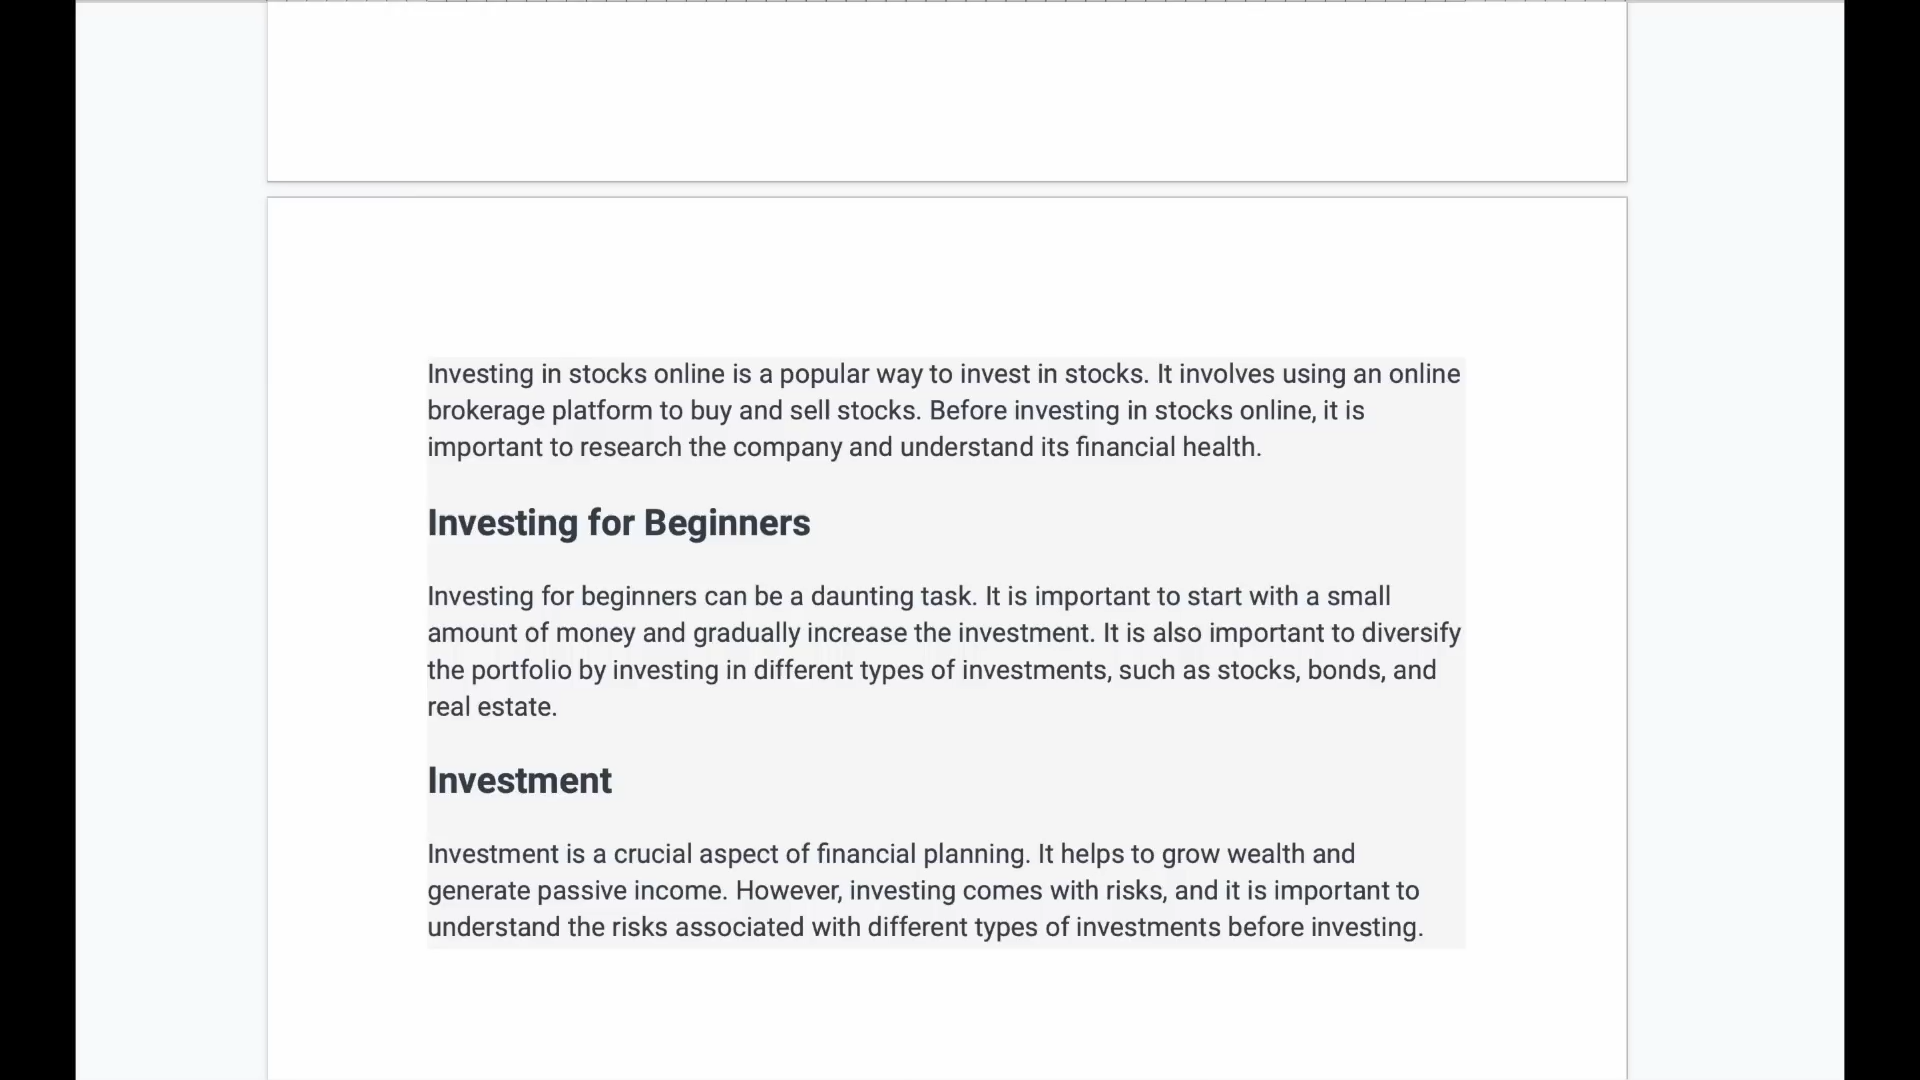 Investing in stocks online is a popular way to invest in stocks. It involves using an online
brokerage platform to buy and sell stocks. Before investing in stocks online, it is
important to research the company and understand its financial health.
Investing for Beginners
Investing for beginners can be a daunting task. It is important to start with a small
amount of money and gradually increase the investment. It is also important to diversify
the portfolio by investing in different types of investments, such as stocks, bonds, and
real estate.
Investment
Investment is a crucial aspect of financial planning. It helps to grow wealth and
generate passive income. However, investing comes with risks, and it is important to
understand the risks associated with different types of investments before investing.